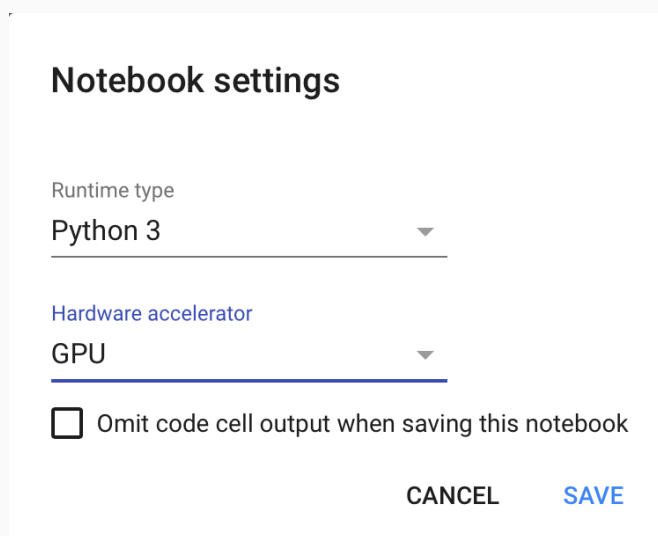 Notebook settings
Runtime type
Python 3
Hardware accelerator
GPU
Omit code cell output when saving this notebook
CANCEL SAVE